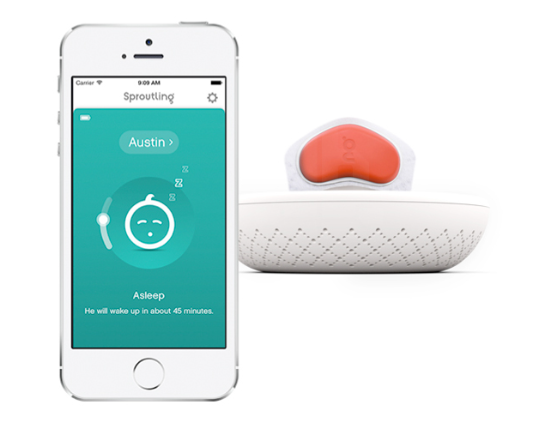 Carrier
9:09 AM
Sproutling
Austin ›
z
z
z
Asleep
He will wake up in about 45 minutes.